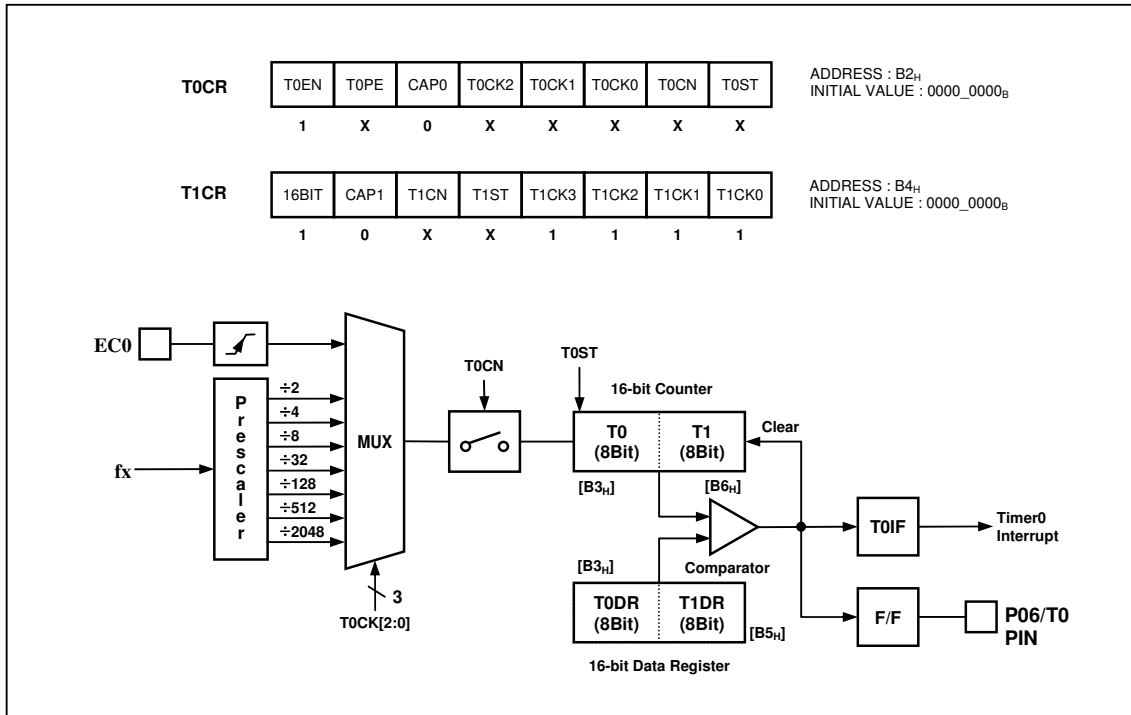 T0CR T0EN T0PE CAP0 T0CK2 T0CK1 T0CK0 T0CN T0ST
1 X 0 X X X X X
ADDRESS : B2H
INITIAL VALUE : 0000_0000B
T1CR 16BIT CAP1 T1CN T1ST T1CK3 T1CK2 T1CK1 T1CK0
1 0 X X 1 1 1 1
ADDRESS : B4H
INITIAL VALUE : 0000_0000B
EC0
fx
Prescaler
÷2
÷4
÷8
÷32
÷128
÷512
÷2048
MUX
3
T0CK[2:0]
T0CN
T0ST
16-bit Counter
T0
(8Bit)
T1
(8Bit)
Clear
[B3H]
[B6H]
Comparator
[B3H]
T0DR
(8Bit)
T1DR
(8Bit)
[B5H]
16-bit Data Register
T0IF
Timer0
Interrupt
F/F
P06/T0
PIN